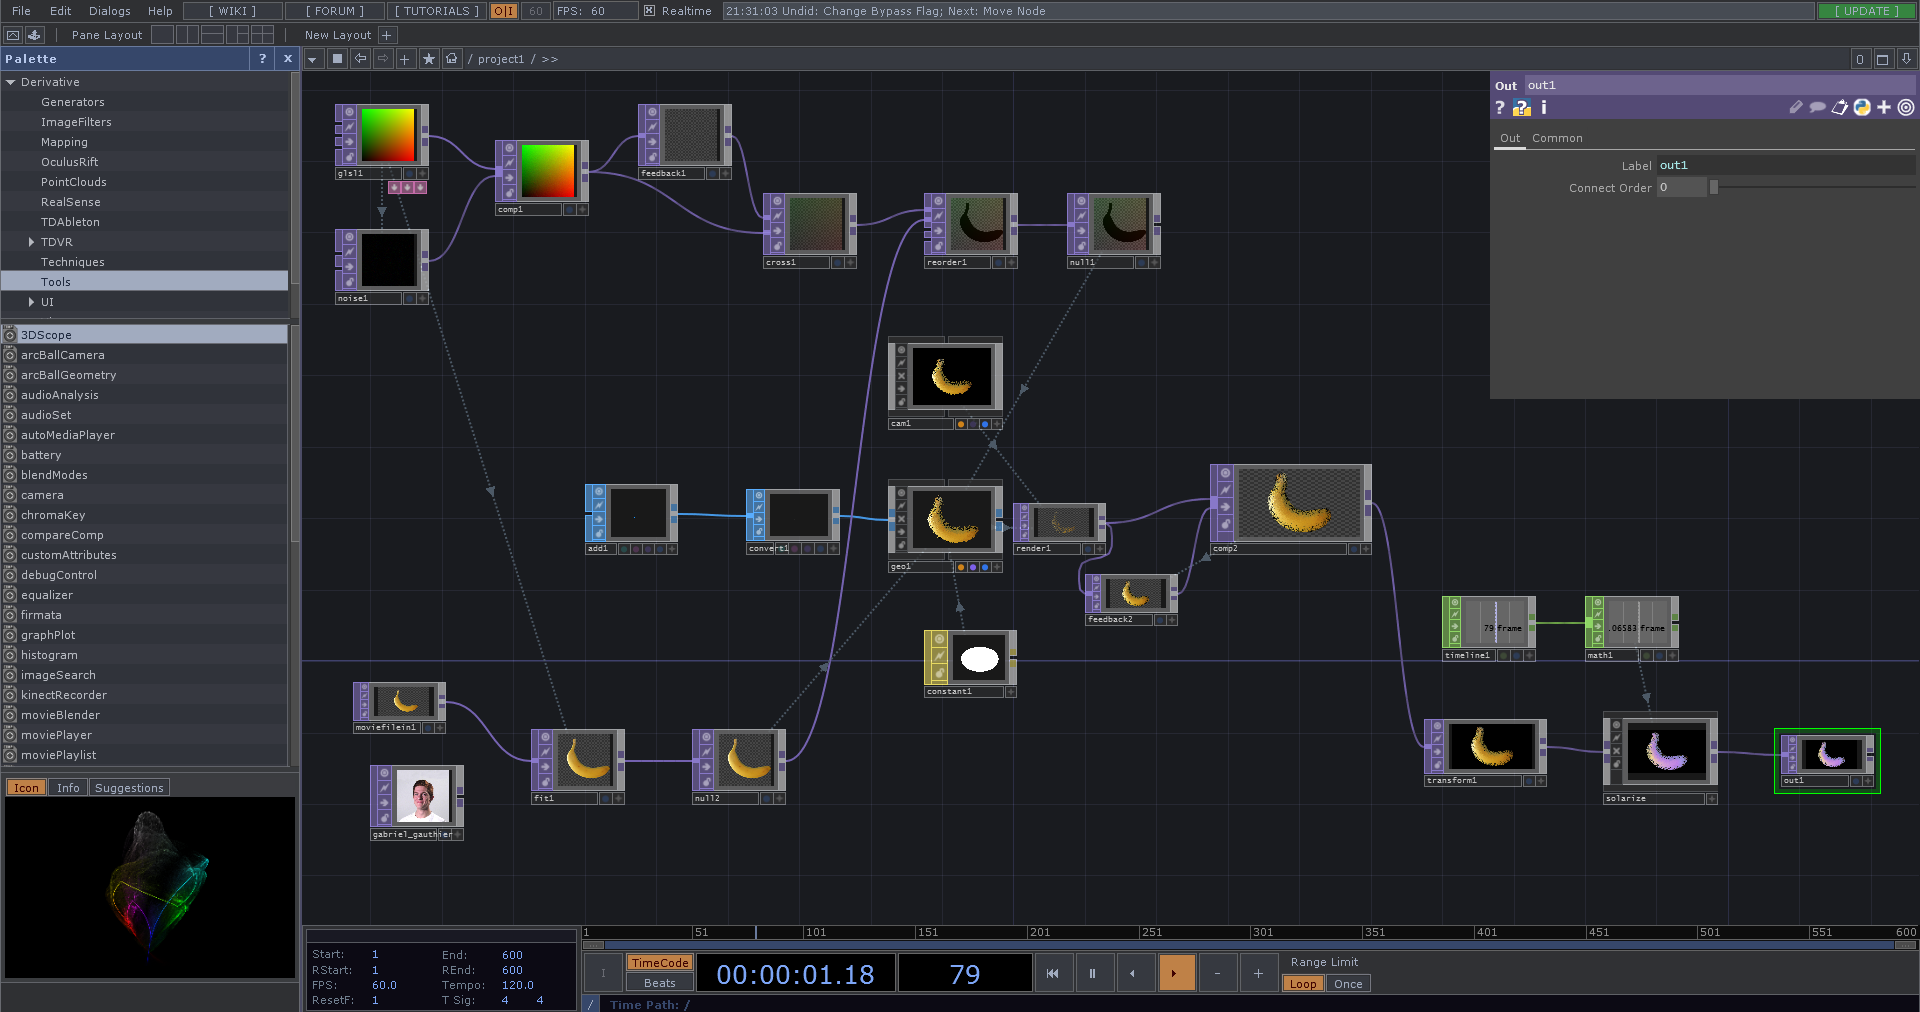 File Edit Dialogs Help [ WIKI ] [ FORUM ] [ TUTORIALS ] O|I 60 FPS: 60 Realtime 21:31:03 Undid: Change Bypass Flag; Next: Move Node [ UPDATE ]
Pane Layout New Layout +
Palette ? x
/ project1 / >>
0
Derivative
Generators
ImageFilters
Mapping
OculusRift
PointClouds
RealSense
TDAbleton
TDVR
Techniques
Tools
UI
3DScope
arcBallCamera
arcBallGeometry
audioAnalysis
audioSet
autoMediaPlayer
battery
blendModes
camera
chromaKey
compareComp
customAttributes
debugControl
equalizer
firmata
graphPlot
histogram
imageSearch
kinectRecorder
movieBlender
moviePlayer
moviePlaylist
Icon Info Suggestions
glsl1
comp1
feedback1
noise1
cross1
reorder1
null1
cam1
add1
convert1
geo1
render1
comp2
feedback2
constant1
79 frame
timeline1
.06583 frame
math1
moviefilein1
fit1
null2
gabriel_gauthier
transform1
solarize
out1
Out out1
? ? i
Out Common
Label out1
Connect Order 0
1 51 101 151 201 251 301 351 401 451 501 551 600
Start: 1 End: 600
RStart: 1 REnd: 600
FPS: 60.0 Tempo: 120.0
ResetF: 1 T Sig: 4 4
TimeCode
Beats
00:00:01.18
79
- +
Range Limit
Loop Once
/ Time Path: /